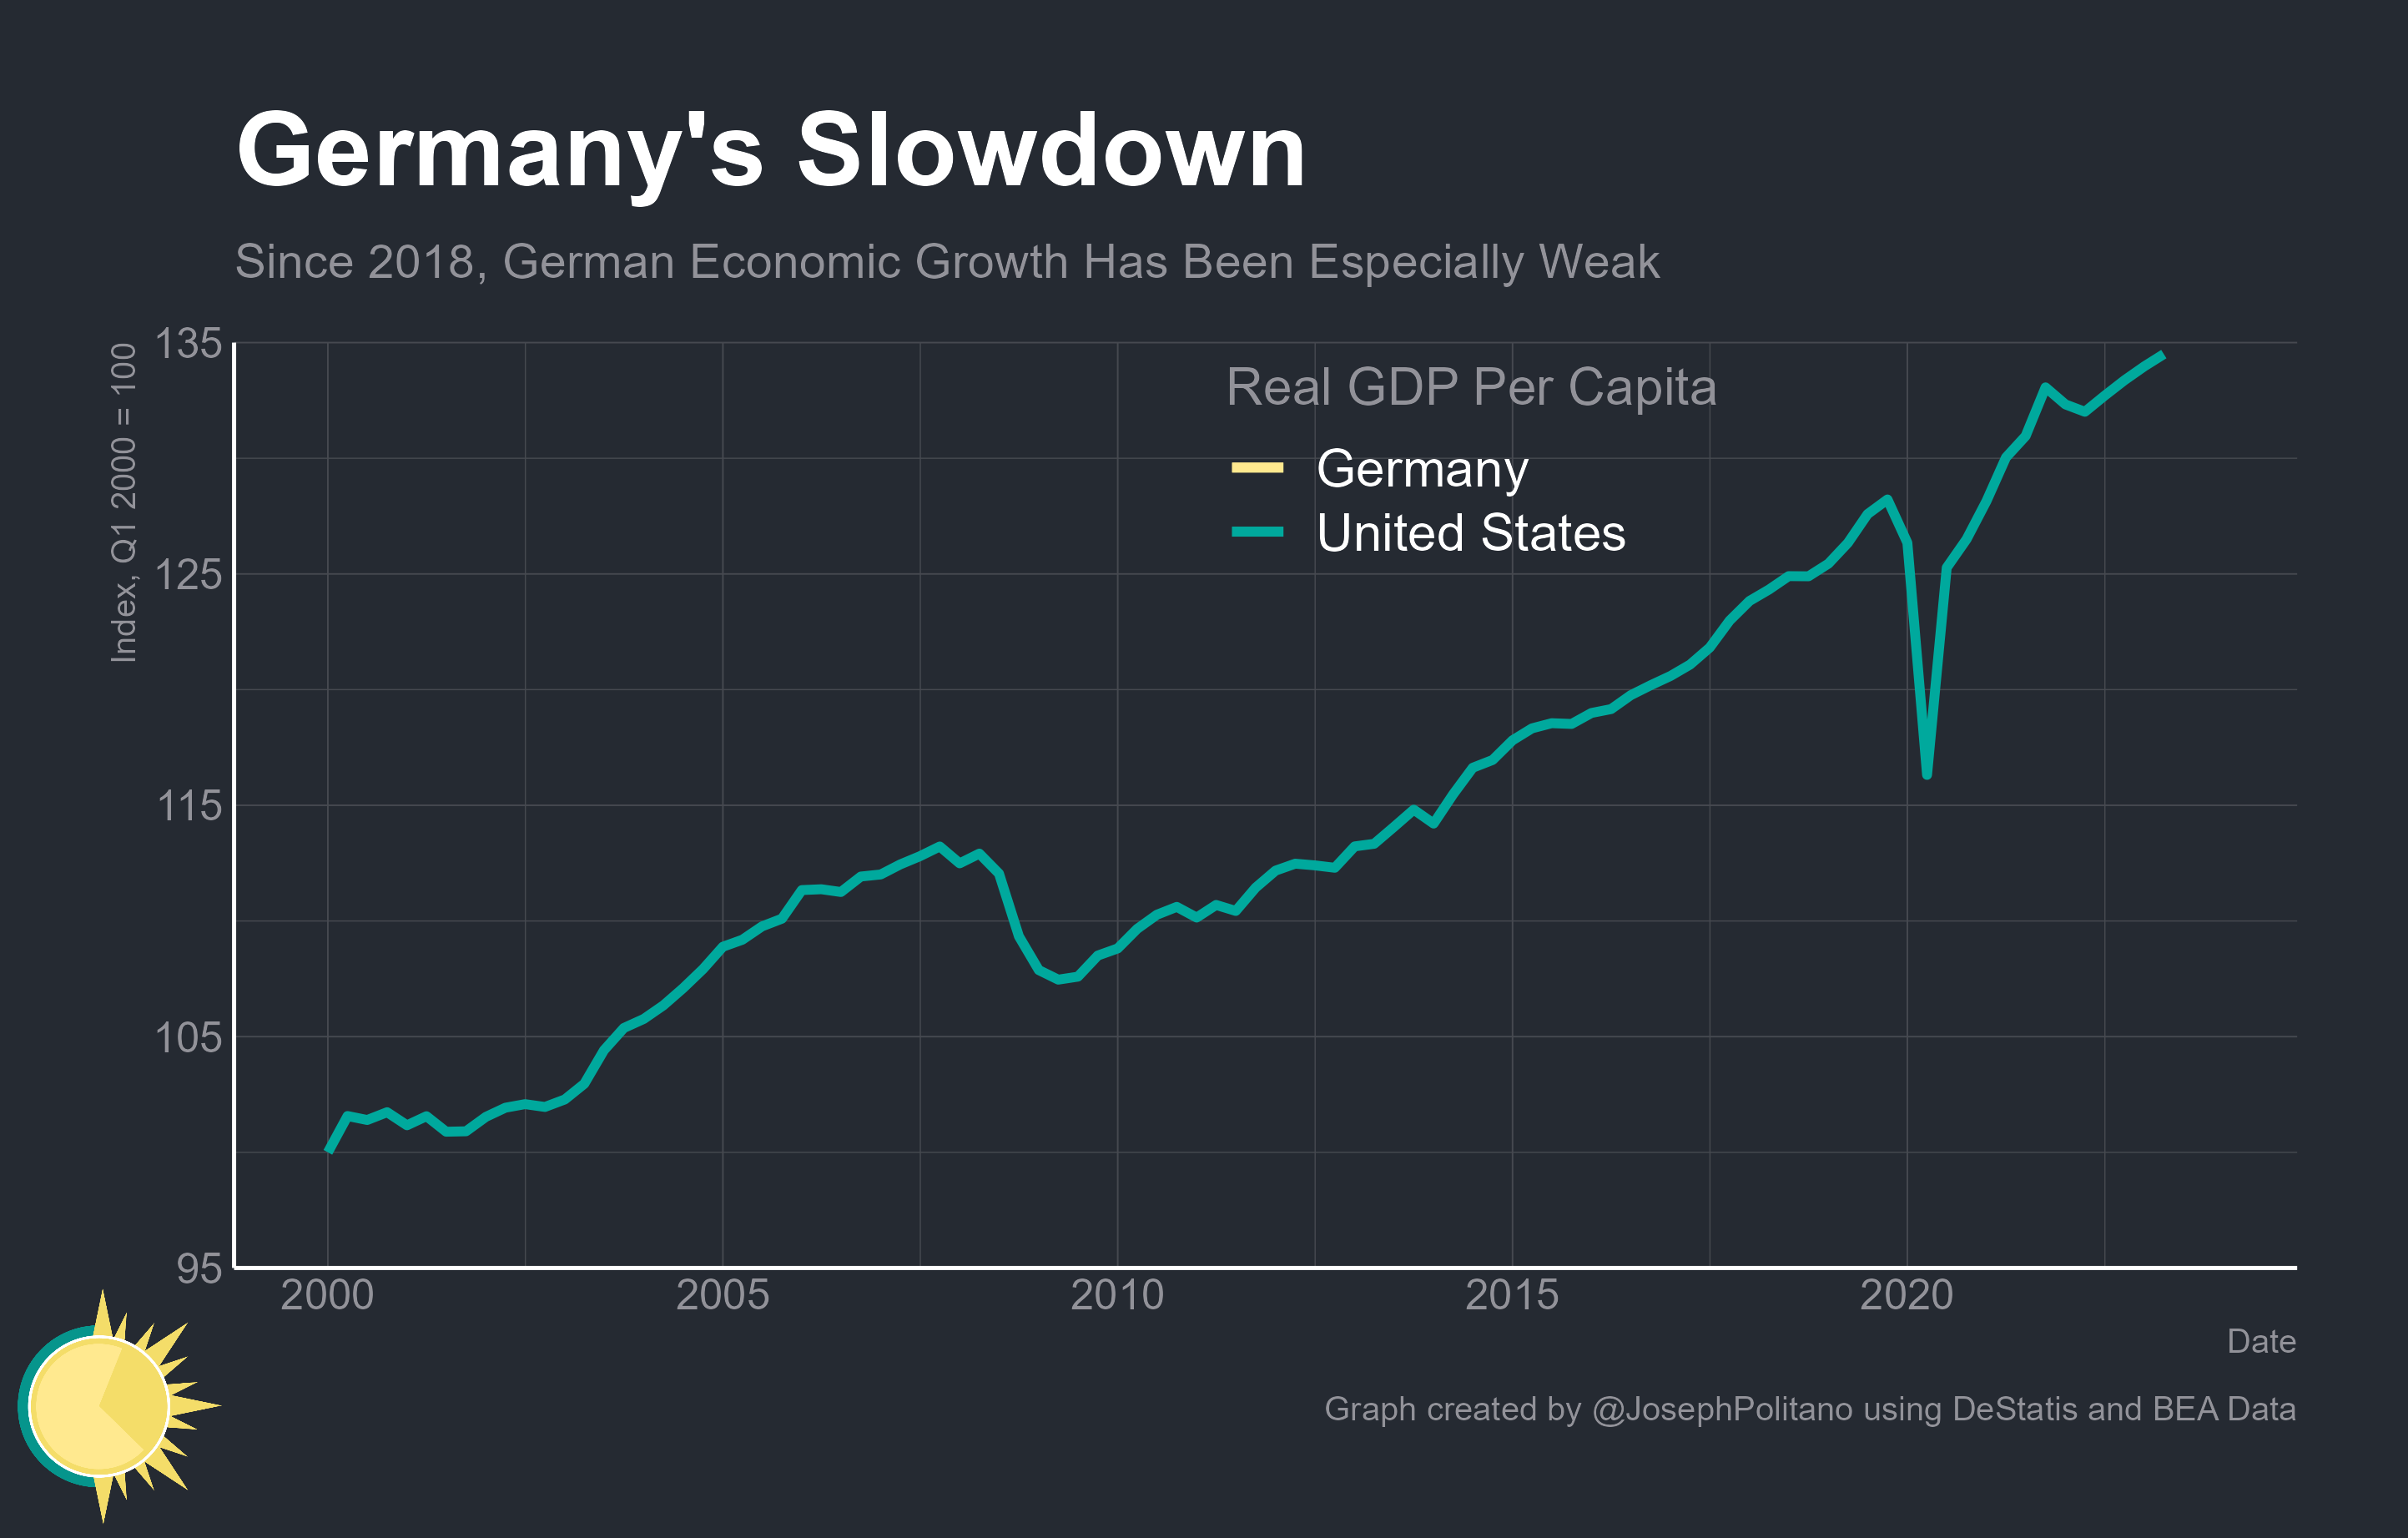 Germany's Slowdown
Since 2018, German Economic Growth Has Been Especially Weak
Index, Q1 2000 = 100
135
125
115
105
95
Real GDP Per Capita
Germany
United States
2000
2005
2010
2015
2020
Date
Graph created by @JosephPolitano using DeStatis and BEA Data